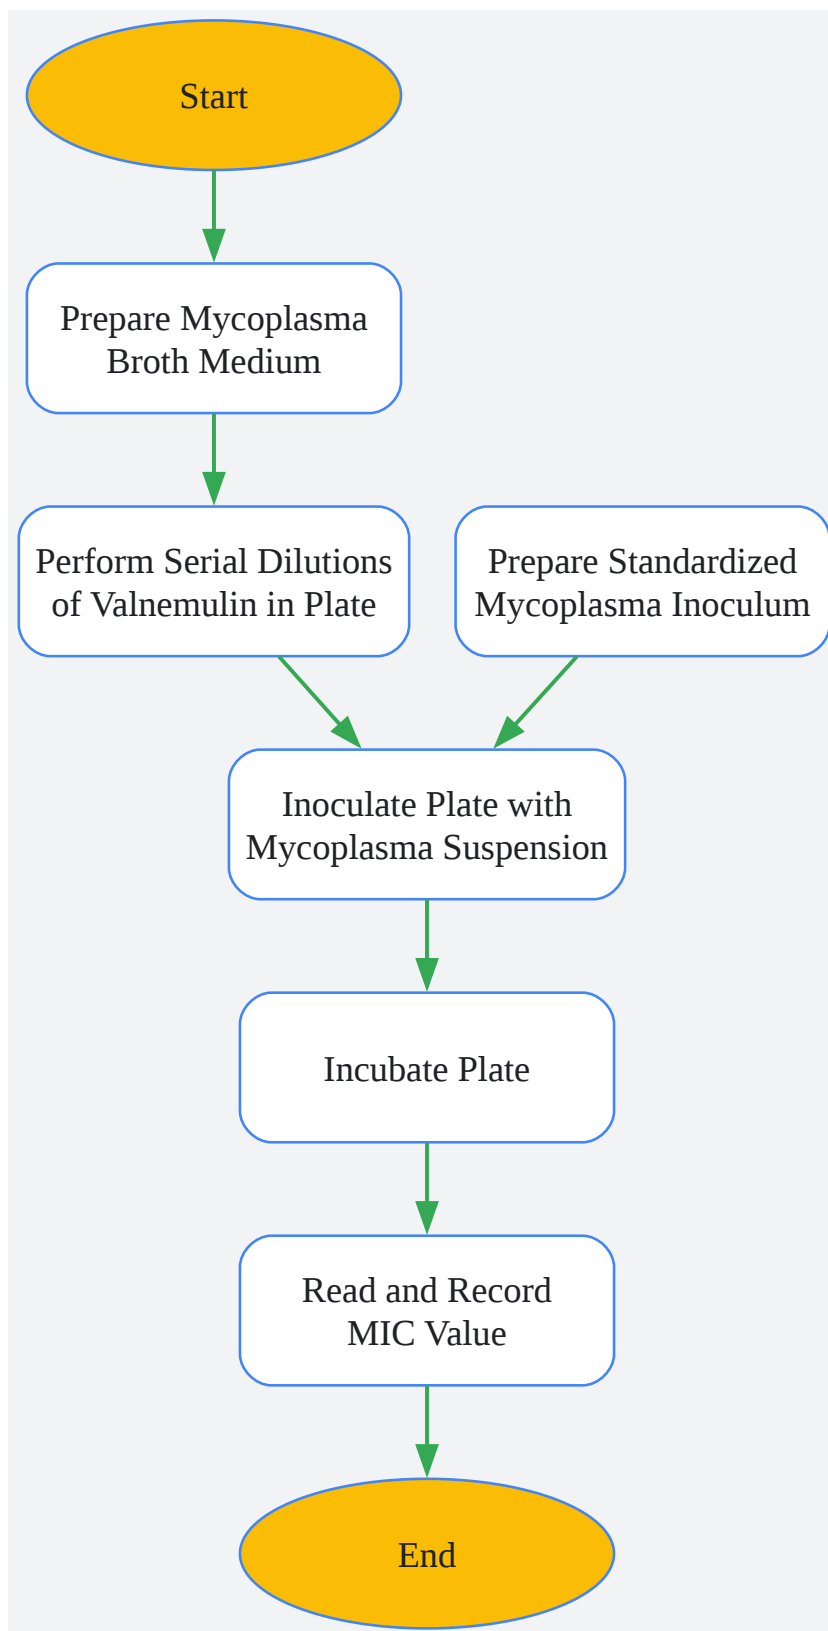 Start
Prepare Mycoplasma
Broth Medium
Perform Serial Dilutions
of Valnemulin in Plate
Prepare Standardized
Mycoplasma Inoculum
Inoculate Plate with
Mycoplasma Suspension
Incubate Plate
Read and Record
MIC Value
End